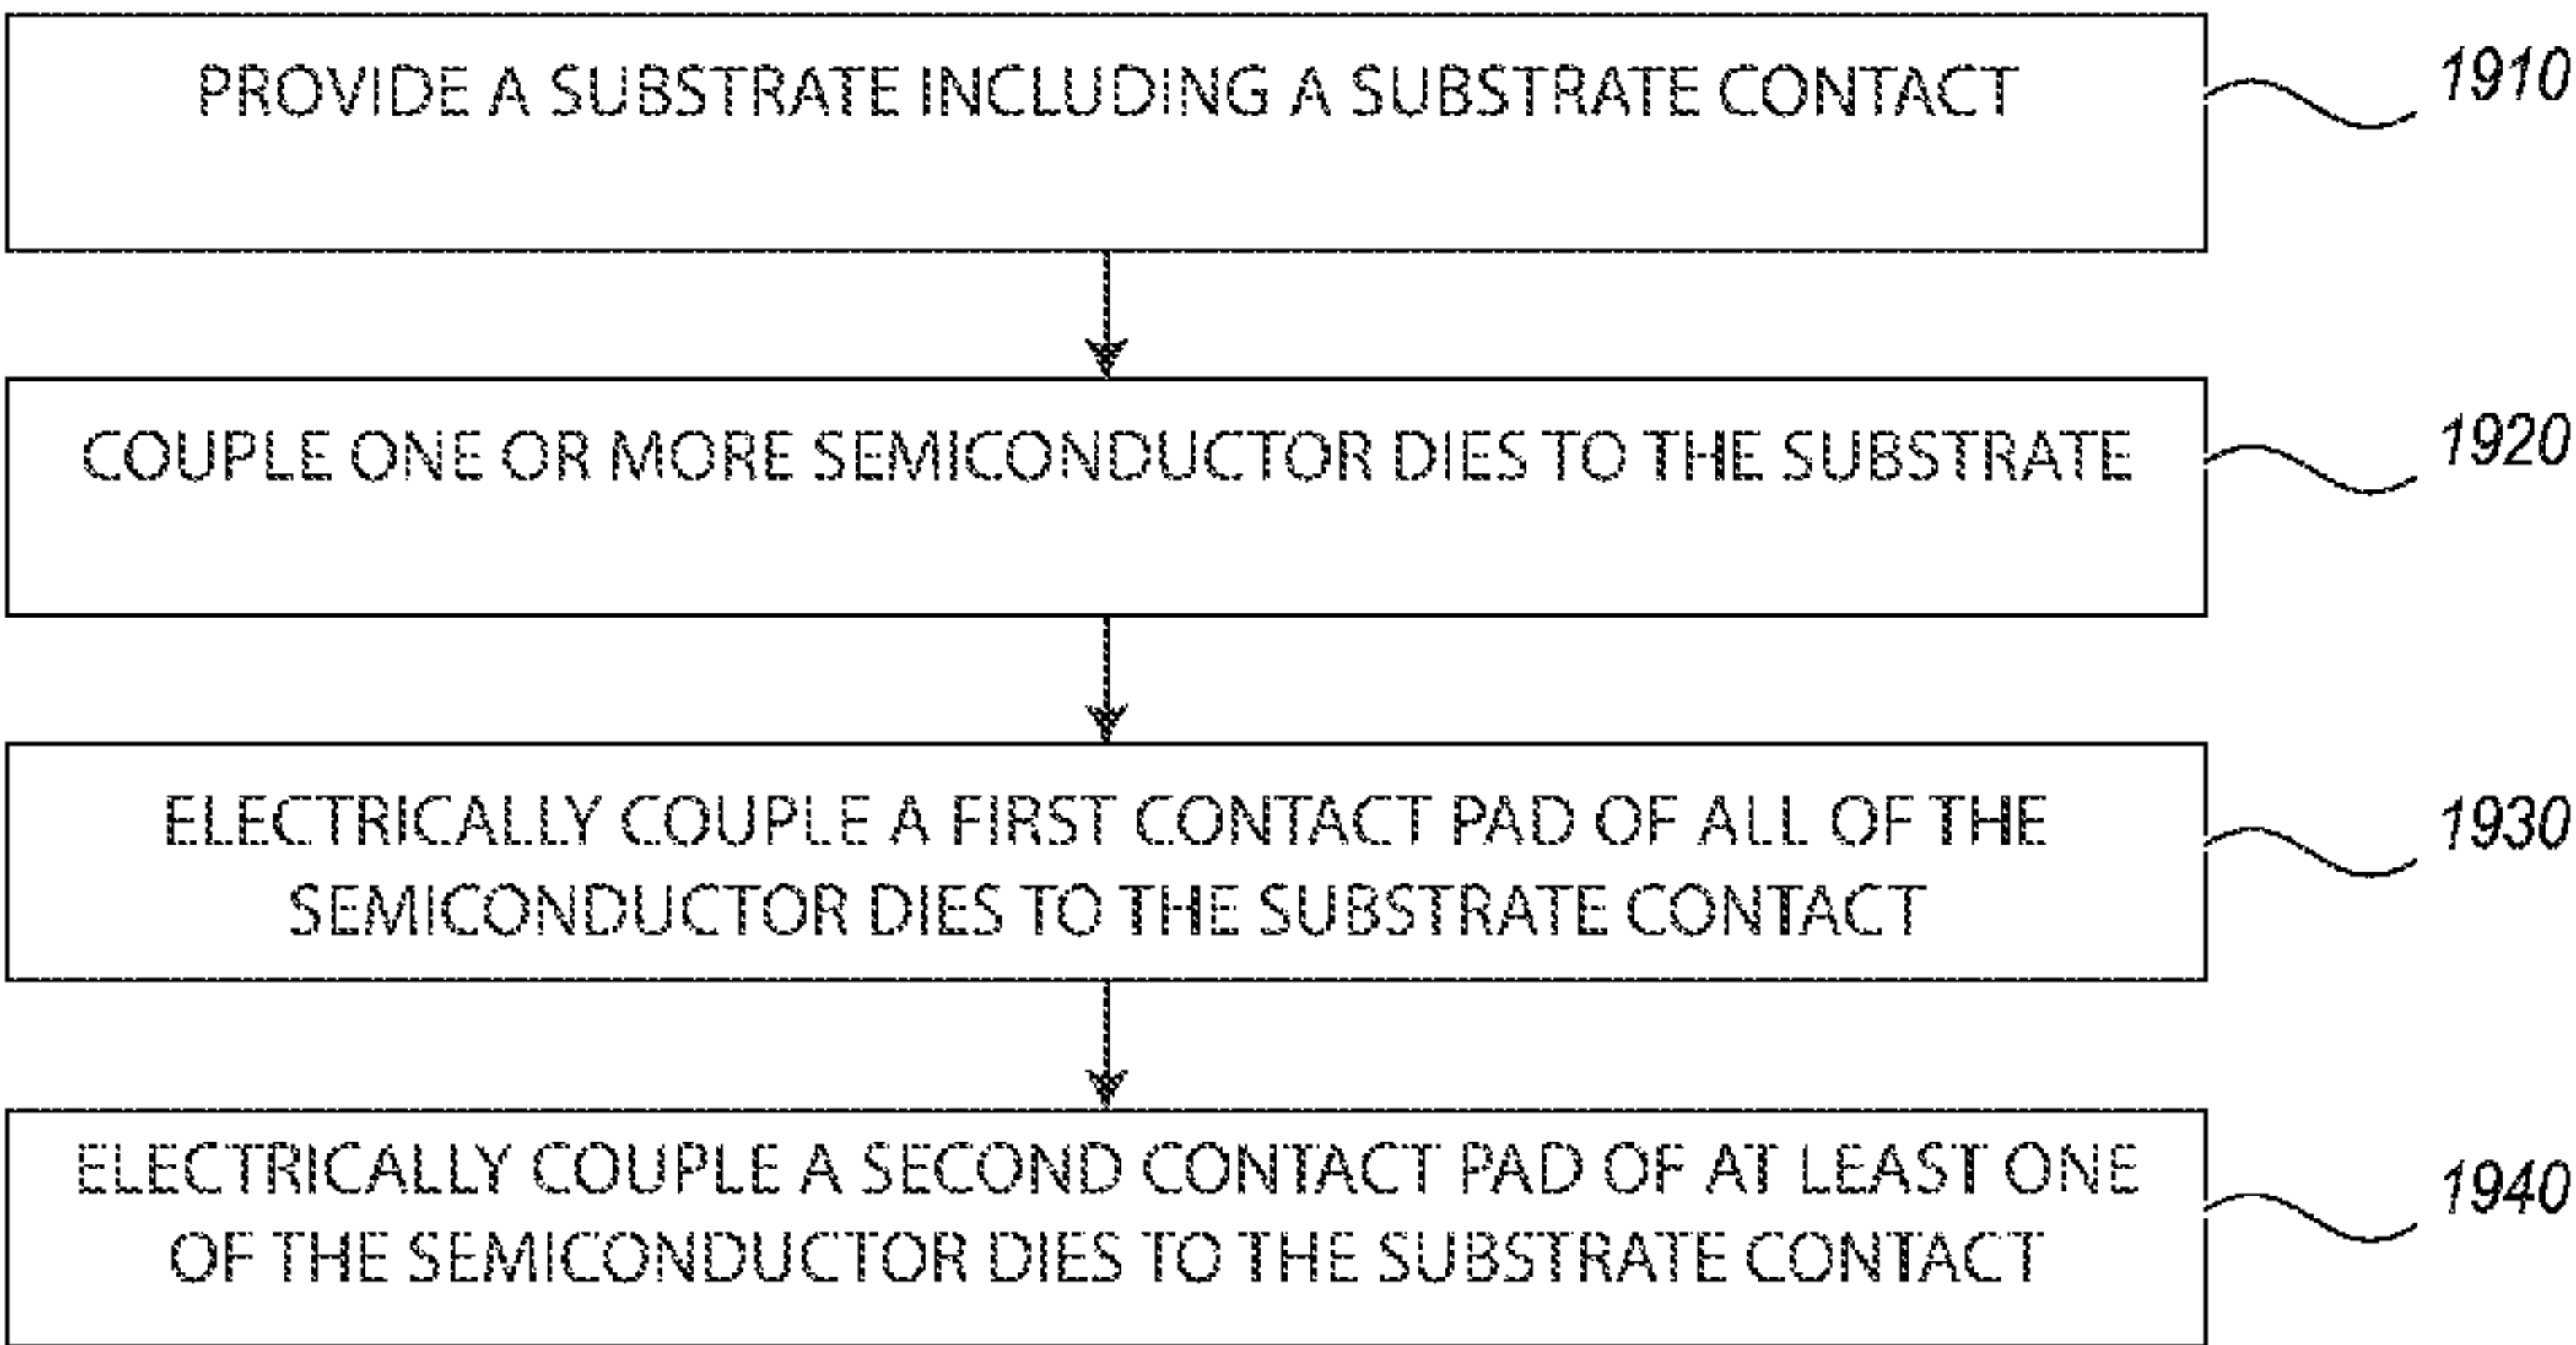 PROVIDE A SUBSTRATE INCLUDING A SUBSTRATE CONTACT
1910
COUPLE ONE OR MORE SEMICONDUCTOR DIES TO THE SUBSTRATE
1920
ELECTRICALLY COUPLE A FIRST CONTACT PAD OF ALL OF THE
SEMICONDUCTOR DIES TO THE SUBSTRATE CONTACT
1930
ELECTRICALLY COUPLE A SECOND CONTACT PAD OF AT LEAST ONE
OF THE SEMICONDUCTOR DIES TO THE SUBSTRATE CONTACT
1940